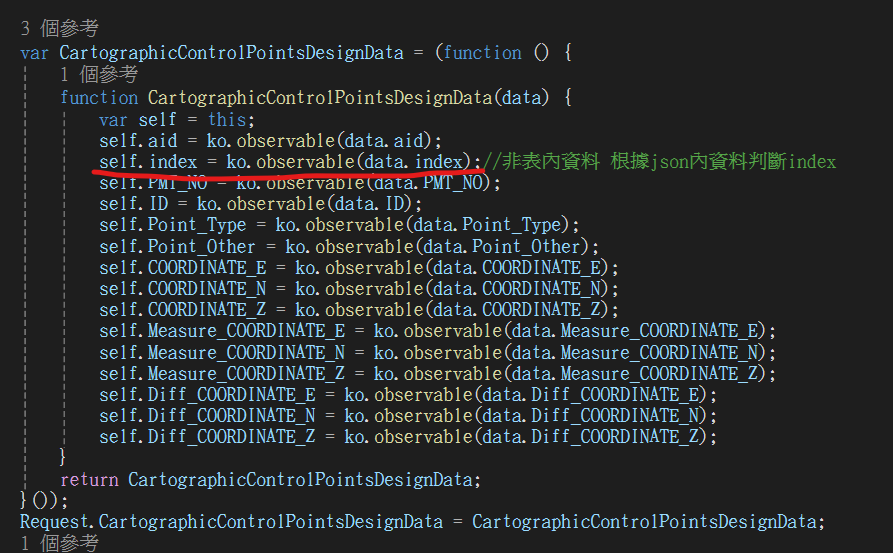 3 個參考
var CartographicControlPointsDesignData = (function () {
1 個參考
function CartographicControlPointsDesignData(data) {
var self = this;
self.aid = ko.observable(data.aid);
self.index = ko.observable(data.index);//非表內資料 根據json內資料判斷index
self.PMT_NO = ko.observable(data.PMT_NO);
self.ID = ko.observable(data.ID);
self.Point_Type = ko.observable(data.Point_Type);
self.Point_Other = ko.observable(data.Point_Other);
self.COORDINATE_E = ko.observable(data.COORDINATE_E);
self.COORDINATE_N = ko.observable(data.COORDINATE_N);
self.COORDINATE_Z = ko.observable(data.COORDINATE_Z);
self.Measure_COORDINATE_E = ko.observable(data.Measure_COORDINATE_E);
self.Measure_COORDINATE_N = ko.observable(data.Measure_COORDINATE_N);
self.Measure_COORDINATE_Z = ko.observable(data.Measure_COORDINATE_Z);
self.Diff_COORDINATE_E = ko.observable(data.Diff_COORDINATE_E);
self.Diff_COORDINATE_N = ko.observable(data.Diff_COORDINATE_N);
self.Diff_COORDINATE_Z = ko.observable(data.Diff_COORDINATE_Z);
}
return CartographicControlPointsDesignData;
}());
Request.CartographicControlPointsDesignData = CartographicControlPointsDesignData;
1 個參考